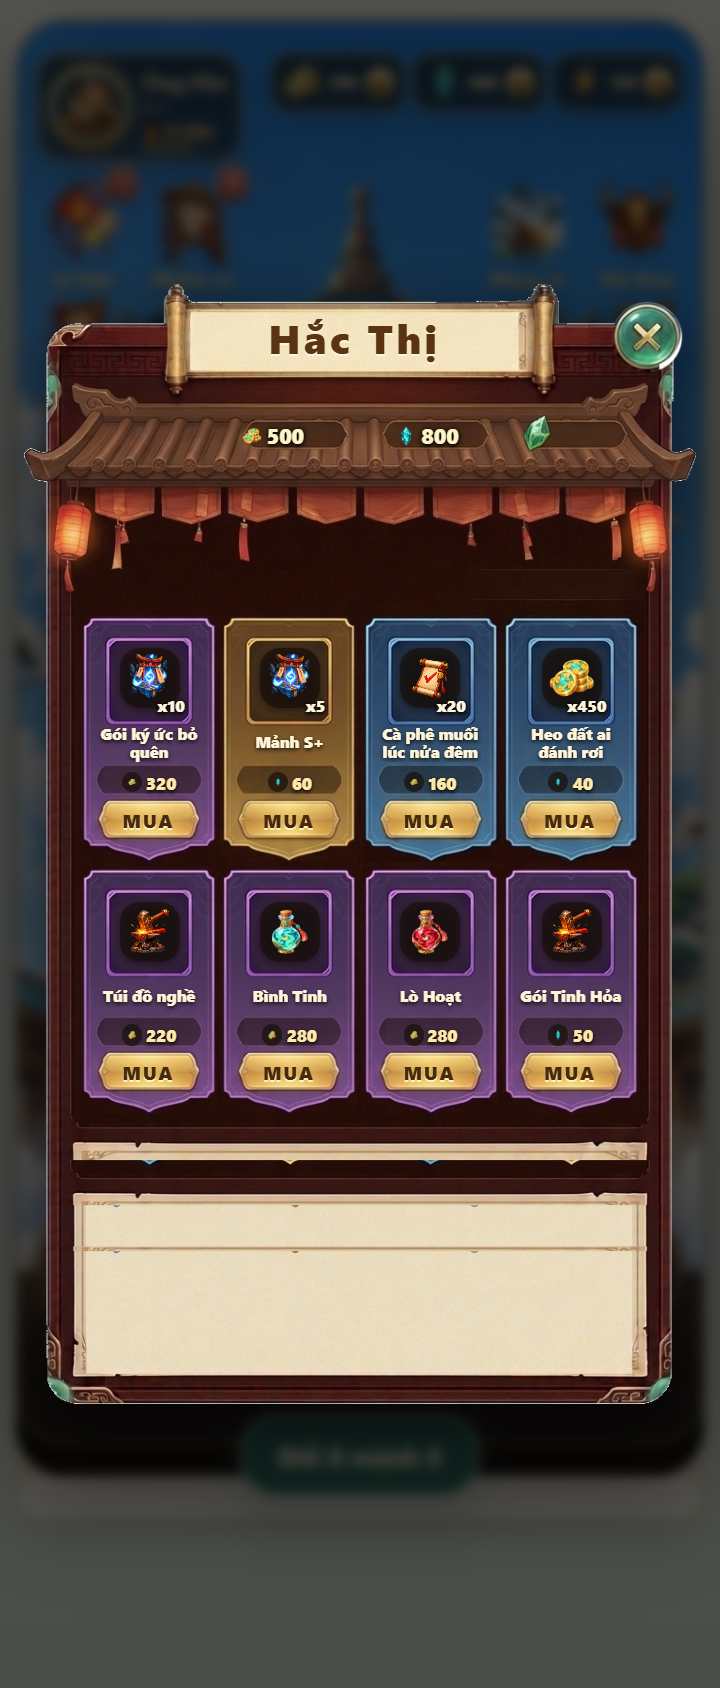 Hắc Thị
500 800
x10 x5 x20 x450
Gói ký ức bỏ quên
Mảnh S+
Cà phê muối lúc nửa đêm
Heo đất ai đánh rơi
320 60 160 40
MUA MUA MUA MUA
Túi đồ nghề Bình Tinh Lò Hoạt Gói Tinh Hỏa
220 280 280 50
MUA MUA MUA MUA